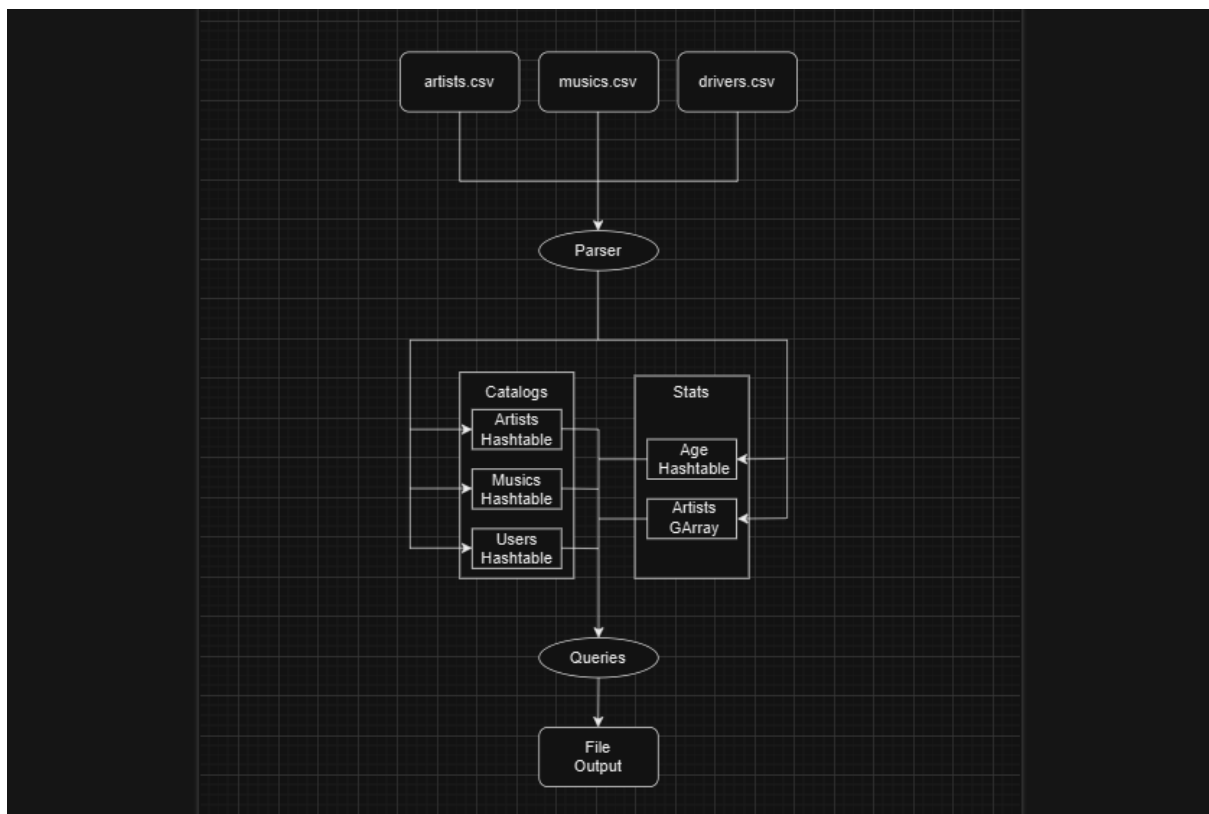 artists.csv
musics.csv
drivers.csv
Parser
Catalogs
Artists
Hashtable
Musics
Hashtable
Users
Hashtable
Stats
Age
Hashtable
Artists
GArray
Queries
File
Output